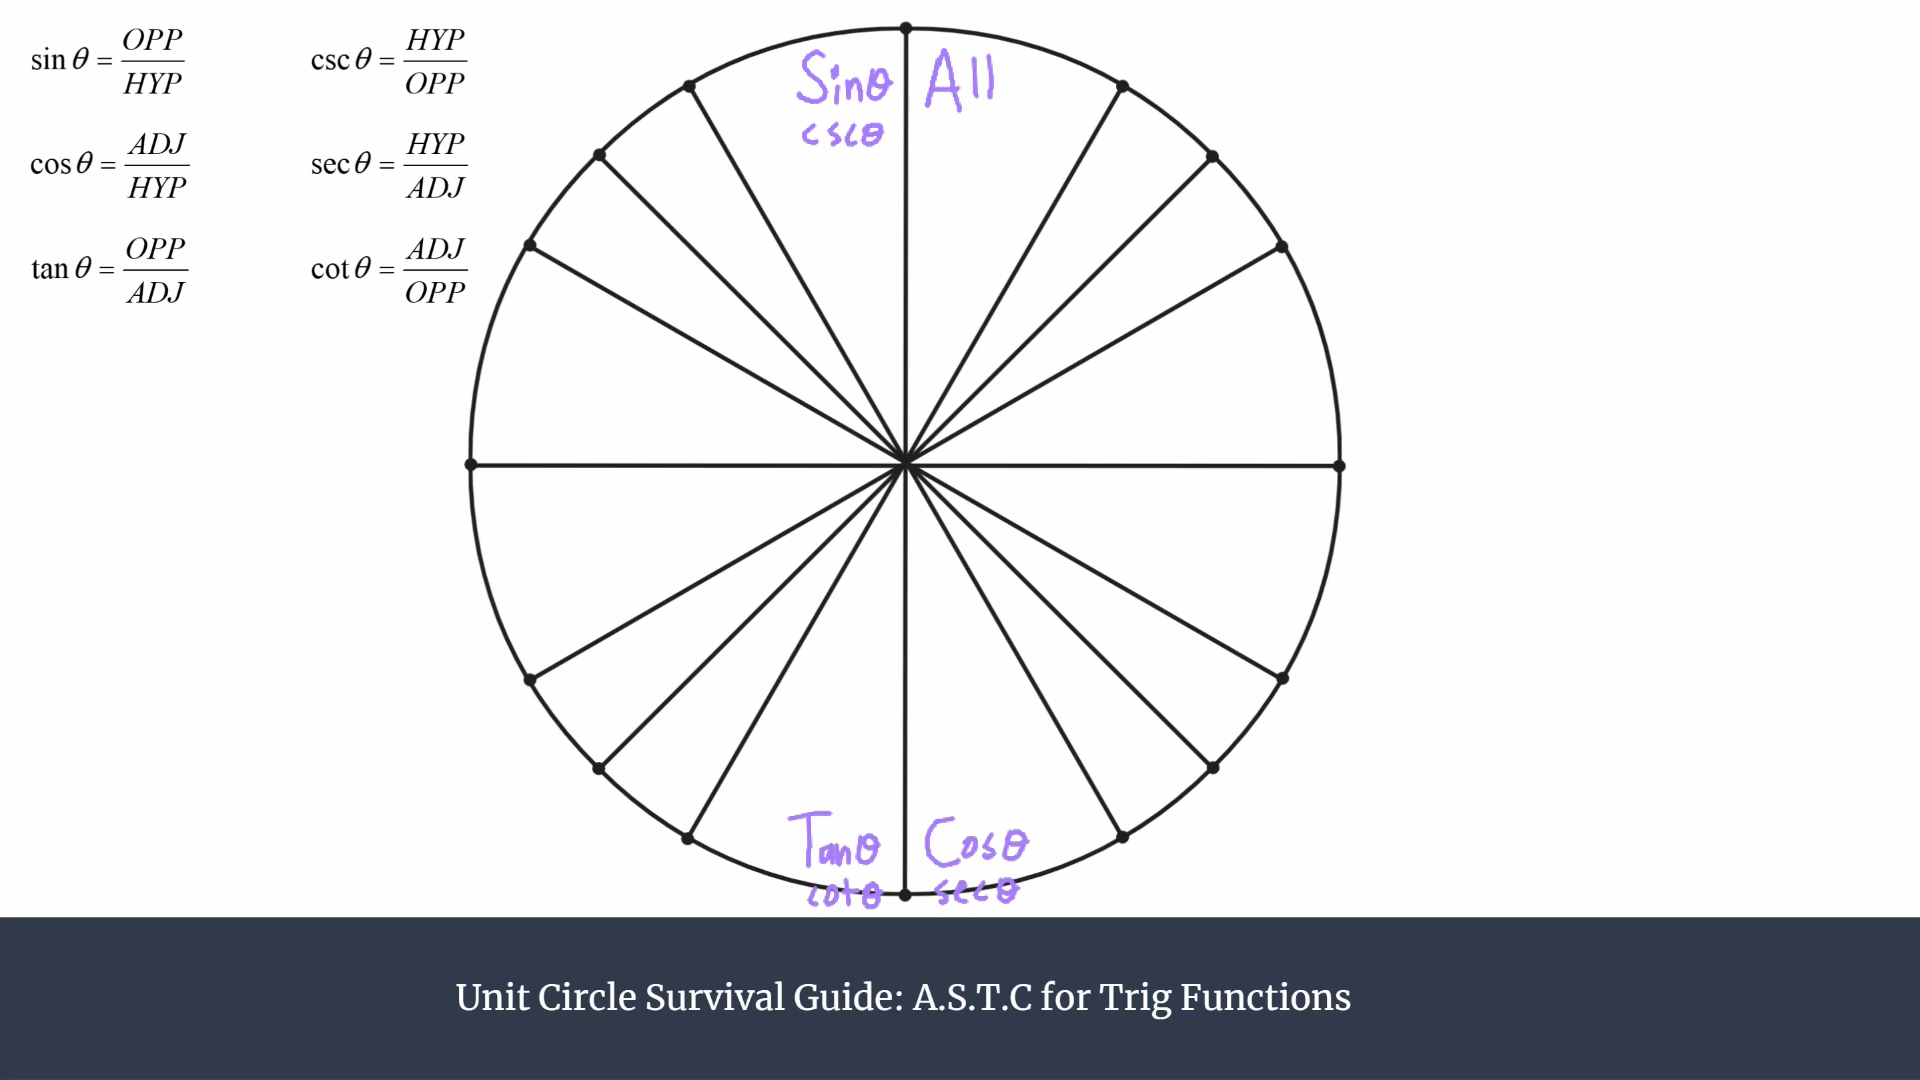 sin θ = OPP/HYP
csc θ = HYP/OPP
cos θ = ADJ/HYP
sec θ = HYP/ADJ
tan θ = OPP/ADJ
cot θ = ADJ/OPP
Sinθ
cscθ
All
Tanθ
cotθ
Cosθ
secθ
Unit Circle Survival Guide: A.S.T.C for Trig Functions